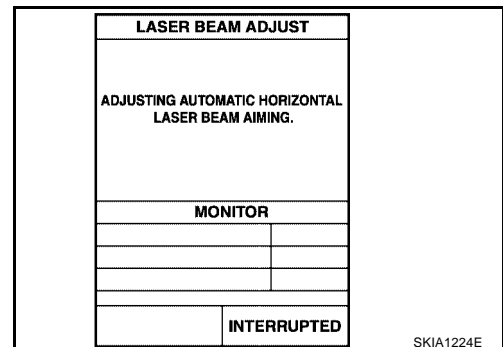 LASER BEAM ADJUST
ADJUSTING AUTOMATIC HORIZONTAL
LASER BEAM AIMING.
MONITOR
INTERRUPTED
SKIA1224E